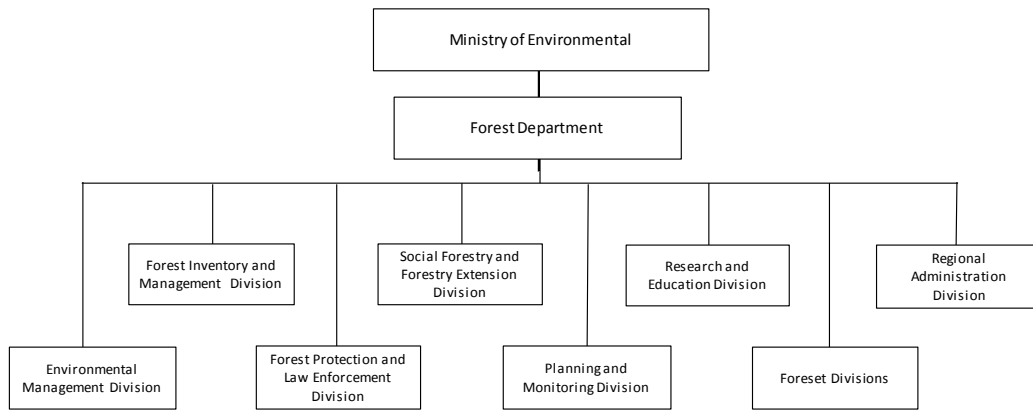 Ministry of Environmental
Forest Department
Forest Inventory and
Management Division
Social Forestry and
Forestry Extension
Division
Research and
Education Division
Regional
Administration
Division
Environmental
Management Division
Forest Protection and
Law Enforcement
Division
Planning and
Monitoring Division
Foreset Divisions